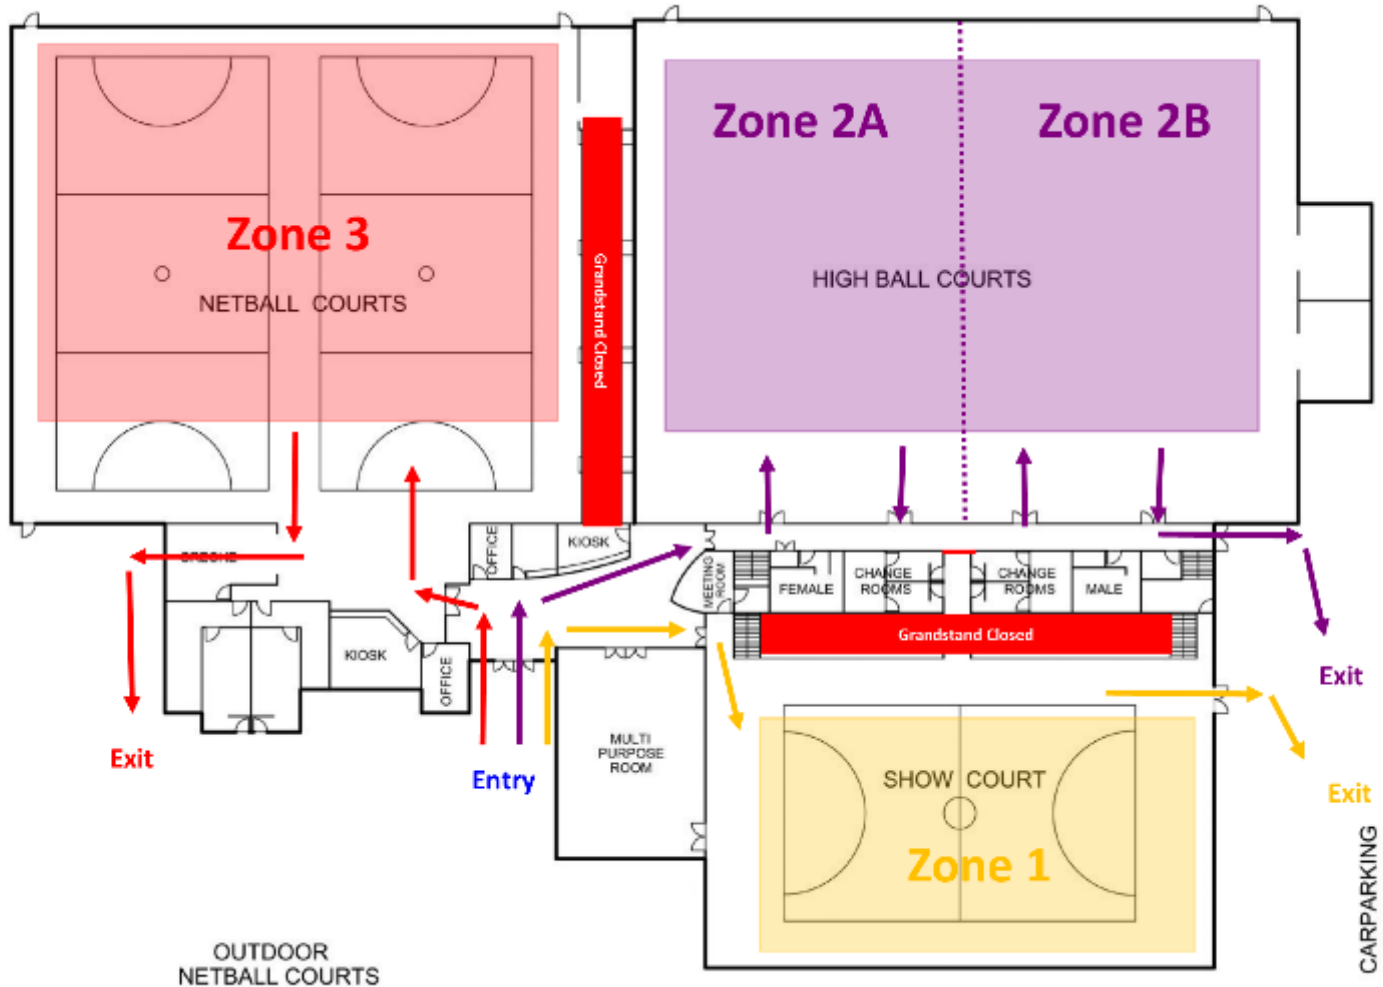 Zone 2A
Zone 2B
Zone 3
NETBALL COURTS
Grandstand Closed
HIGH BALL COURTS
OFFICE
KIOSK
CRECHE
MEETING
ROOM
FEMALE
CHANGE
ROOMS
CHANGE
ROOMS
MALE
Grandstand Closed
KIOSK
OFFICE
Exit
Exit
Entry
MULTI
PURPOSE
ROOM
SHOW COURT
Zone 1
Exit
CARPARKING
OUTDOOR
NETBALL COURTS